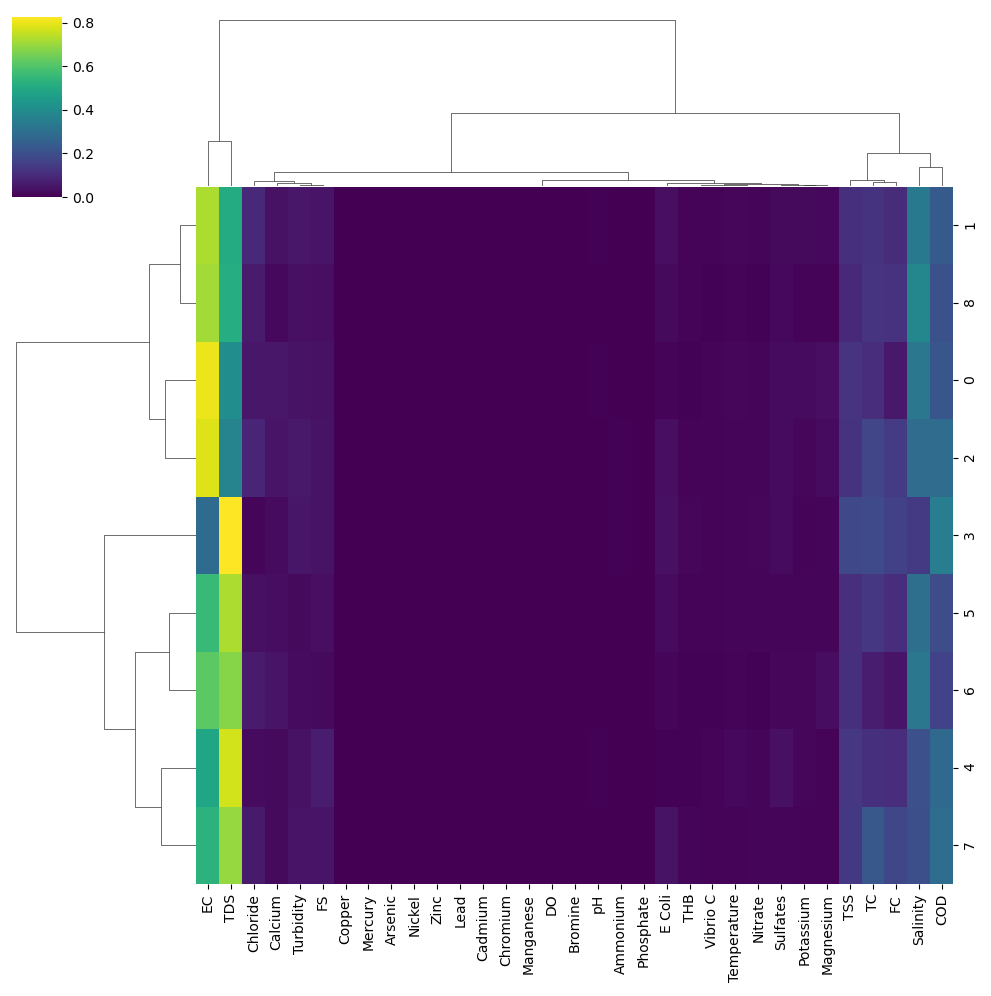 0.8
0.6
0.4
0.2
0.0
1
8
0
2
3
5
6
4
7
EC
TDS
Chloride
Calcium
Turbidity
FS
Copper
Mercury
Arsenic
Nickel
Zinc
Lead
Cadmium
Chromium
Manganese
DO
Bromine
pH
Ammonium
Phosphate
E Coli
THB
Vibrio C
Temperature
Nitrate
Sulfates
Potassium
Magnesium
TSS
TC
FC
Salinity
COD